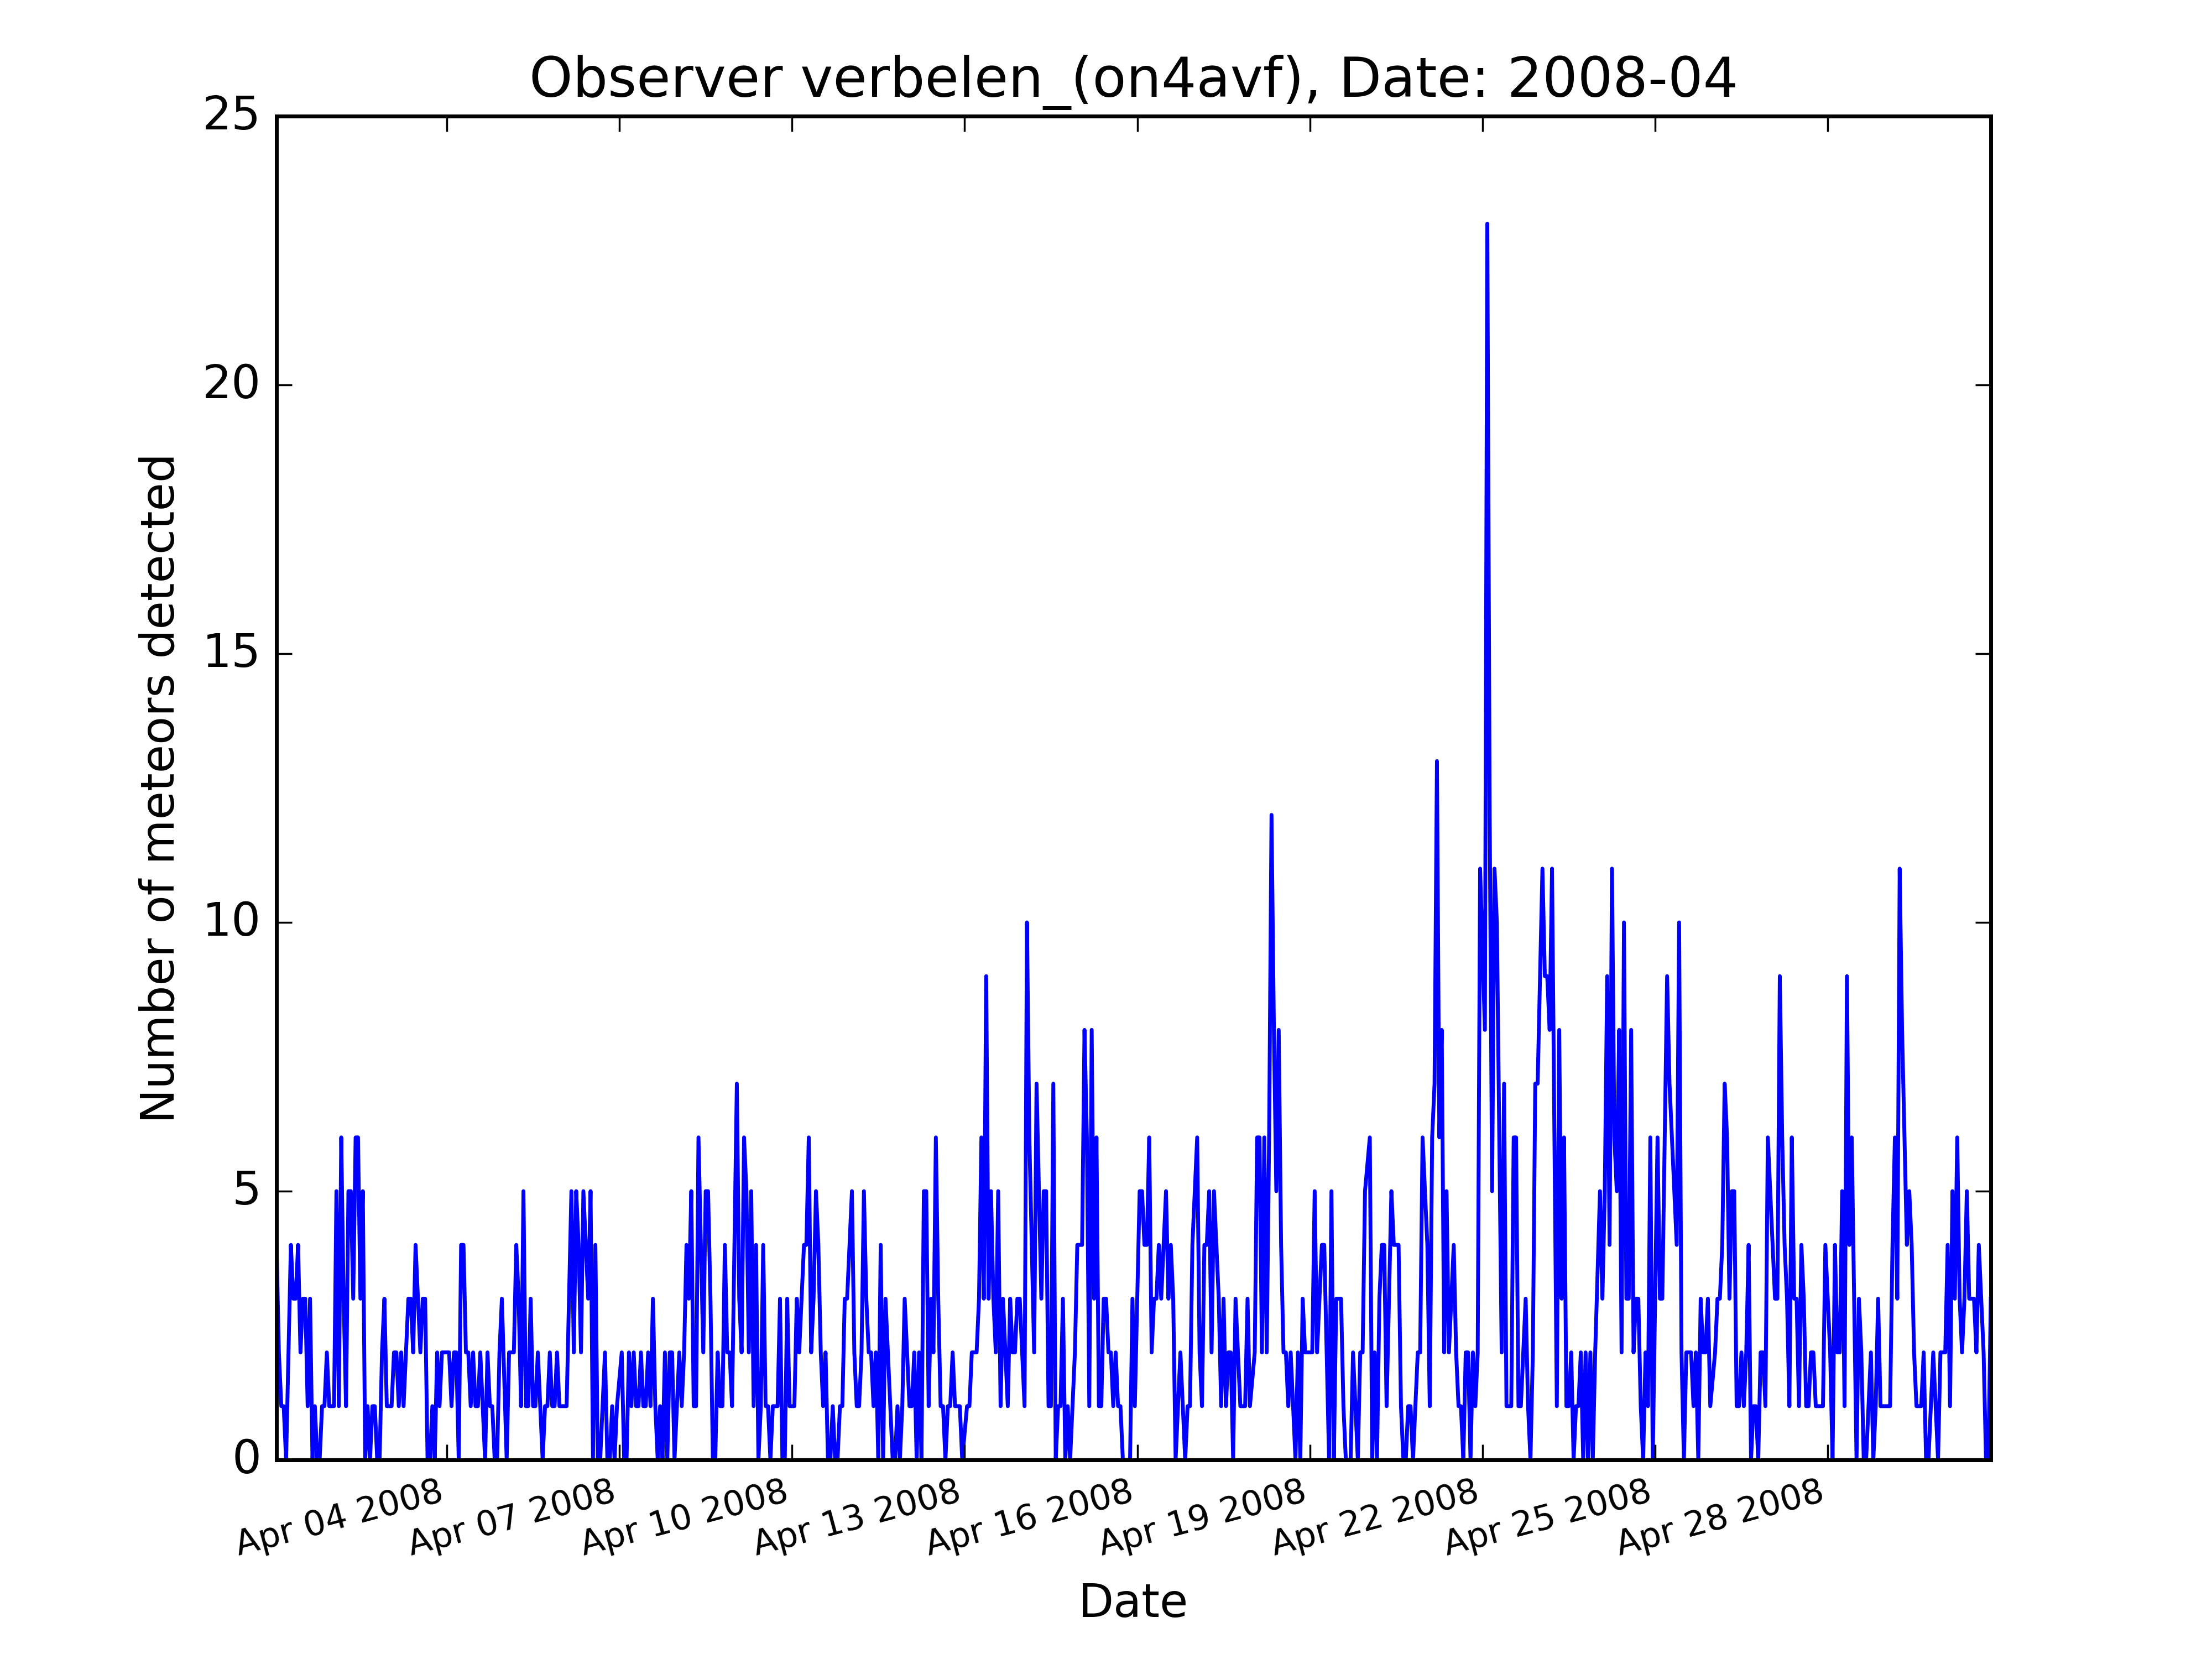 Observer verbelen_(on4avf), Date: 2008-04
25
20
15
10
5
0
Number of meteors detected
Apr 04 2008
Apr 07 2008
Apr 10 2008
Apr 13 2008
Apr 16 2008
Apr 19 2008
Apr 22 2008
Apr 25 2008
Apr 28 2008
Date